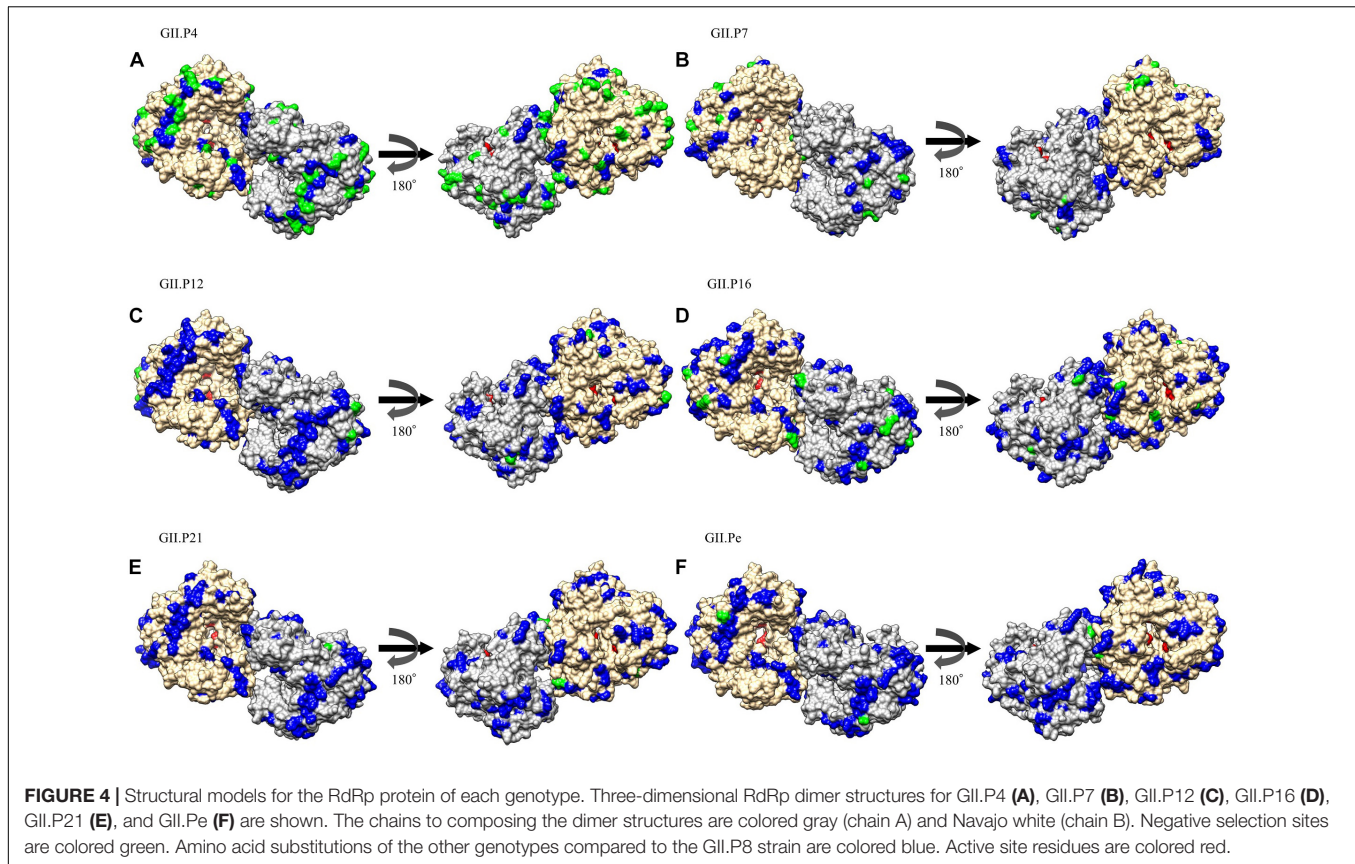 GII.P4
GII.P7
A
180°
B
180°
GII.P12
GII.P16
C
180°
D
180°
GII.P21
GII.Pe
E
180°
F
180°
FIGURE 4 | Structural models for the RdRp protein of each genotype. Three-dimensional RdRp dimer structures for GII.P4 (A), GII.P7 (B), GII.P12 (C), GII.P16 (D),
GII.P21 (E), and GII.Pe (F) are shown. The chains to composing the dimer structures are colored gray (chain A) and Navajo white (chain B). Negative selection sites
are colored green. Amino acid substitutions of the other genotypes compared to the GII.P8 strain are colored blue. Active site residues are colored red.